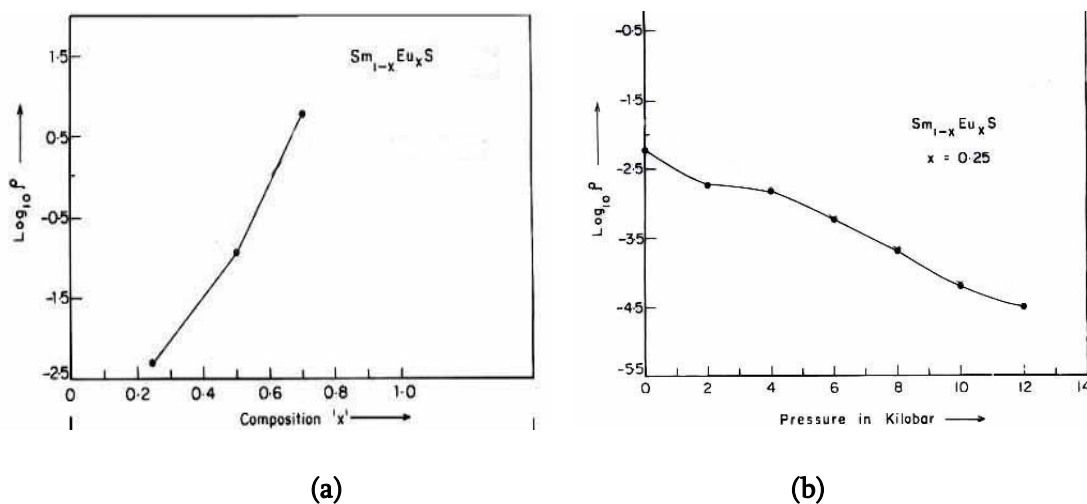 1·5
0·5
-0·5
-1·5
-2·5
Log₁₀ ρ
Sm₁₋ₓEuₓS
0 0·2 0·4 0·6 0·8 1·0
Composition 'x'
(a)
-0·5
-1·5
-2·5
-3·5
-4·5
-5·5
Log₁₀ ρ
Sm₁₋ₓEuₓS
x = 0·25
0 2 4 6 8 10 12 14
Pressure in Kilobar
(b)